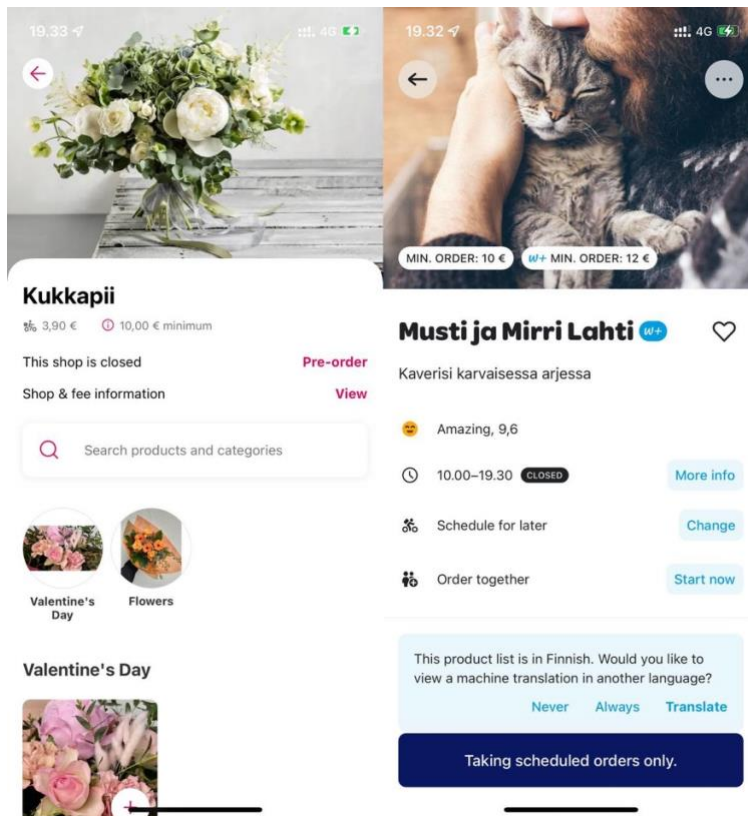 19.33
4G
Kukkapii
3,90 € 10,00 € minimum
This shop is closed Pre-order
Shop & fee information View
Search products and categories
Valentine's
Day
Flowers
Valentine's Day
19.32
4G
MIN. ORDER: 10 € W+ MIN. ORDER: 12 €
Musti ja Mirri Lahti W+
Kaverisi karvaisessa arjessa
Amazing, 9,6
10.00–19.30 CLOSED More info
Schedule for later Change
Order together Start now
This product list is in Finnish. Would you like to
view a machine translation in another language?
Never Always Translate
Taking scheduled orders only.